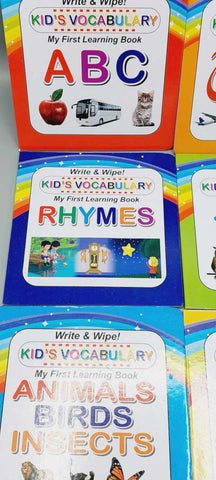 Write & Wipe!
KID'S VOCABULARY
My First Learning Book
ABC
Write & Wipe!
KID'S VOCABULARY
My First Learning Book
RHYMES
Write & Wipe!
KID'S VOCABULARY
My First Learning Book
ANIMALS
BIRDS
INSECTS